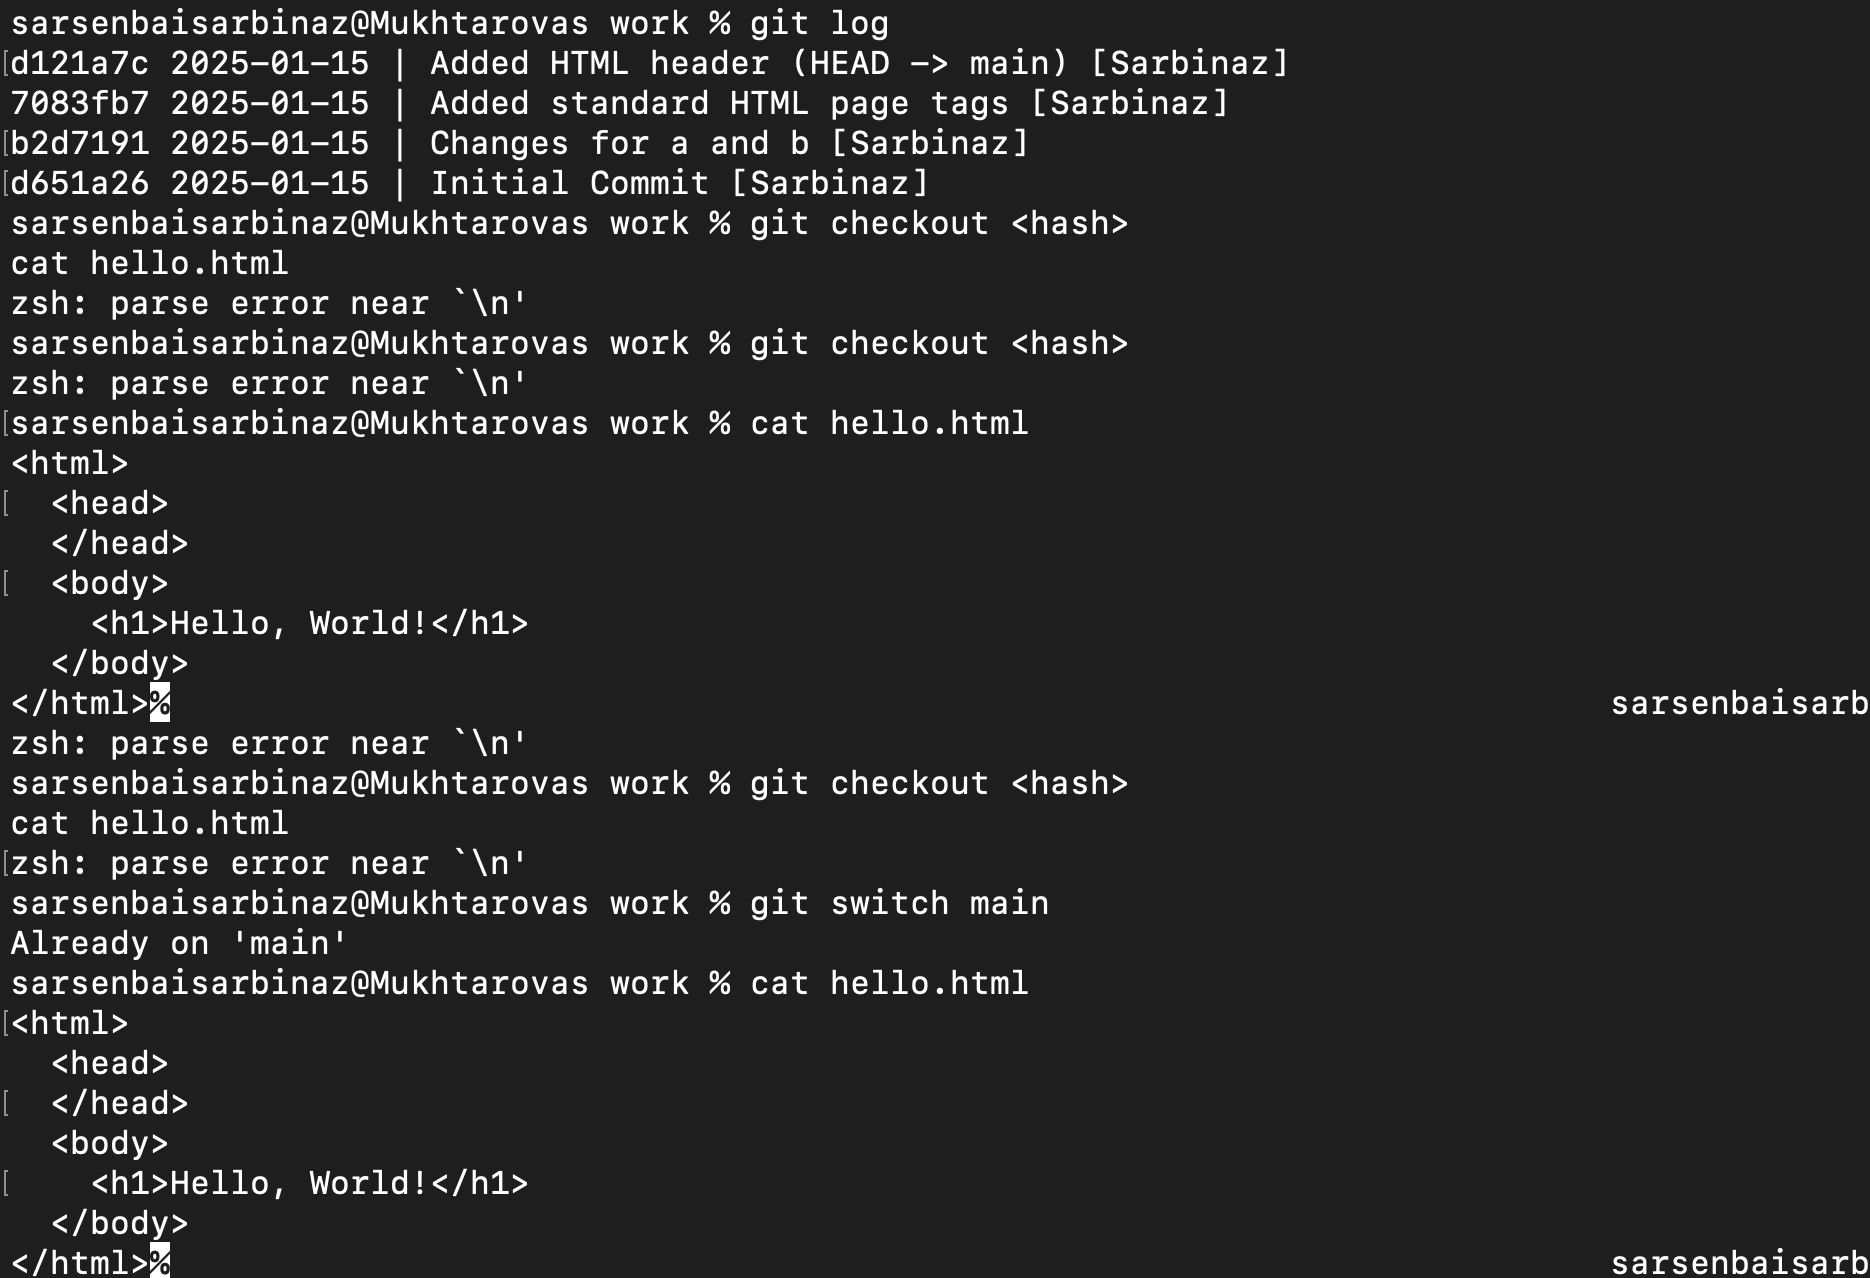 sarsenbaisarbinaz@Mukhtarovas work % git log
[d121a7c 2025-01-15 | Added HTML header (HEAD -> main) [Sarbinaz]
7083fb7 2025-01-15 | Added standard HTML page tags [Sarbinaz]
[b2d7191 2025-01-15 | Changes for a and b [Sarbinaz]
[d651a26 2025-01-15 | Initial Commit [Sarbinaz]
sarsenbaisarbinaz@Mukhtarovas work % git checkout <hash>
cat hello.html
zsh: parse error near `\n'
sarsenbaisarbinaz@Mukhtarovas work % git checkout <hash>
zsh: parse error near `\n'
[sarsenbaisarbinaz@Mukhtarovas work % cat hello.html
<html>
[  <head>
  </head>
[  <body>
    <h1>Hello, World!</h1>
  </body>
</html>% sarsenbaisarb
zsh: parse error near `\n'
sarsenbaisarbinaz@Mukhtarovas work % git checkout <hash>
cat hello.html
[zsh: parse error near `\n'
sarsenbaisarbinaz@Mukhtarovas work % git switch main
Already on 'main'
sarsenbaisarbinaz@Mukhtarovas work % cat hello.html
[<html>
  <head>
[  </head>
  <body>
[    <h1>Hello, World!</h1>
  </body>
</html>% sarsenbaisarb